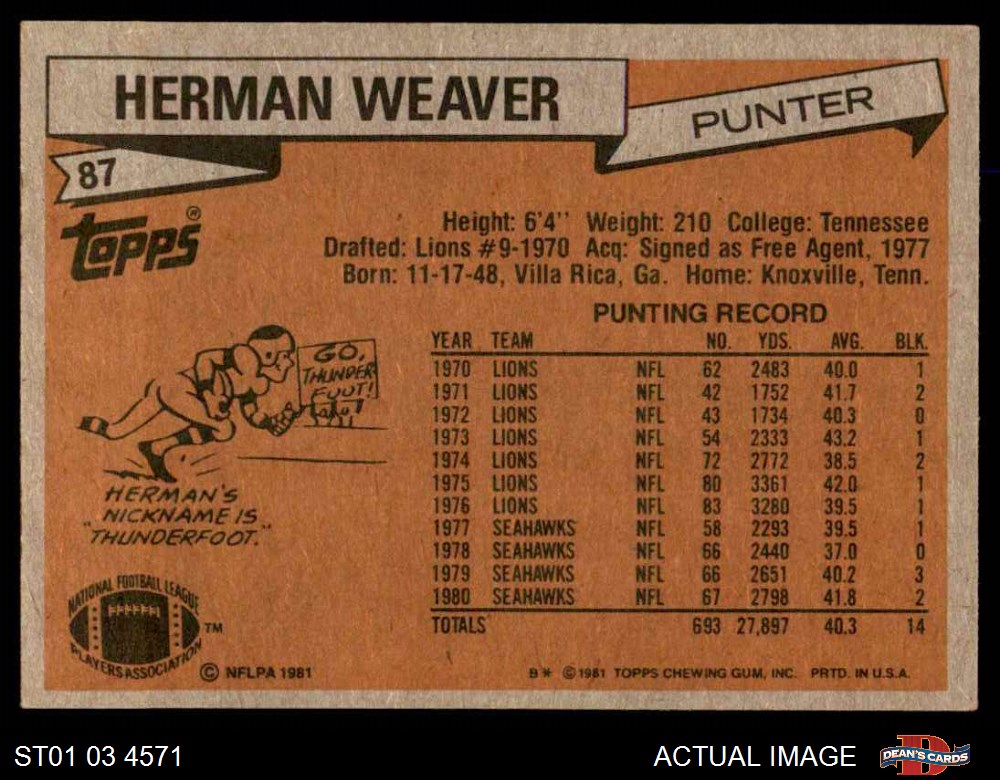 HERMAN WEAVER
PUNTER
87
Topps®
Height: 6'4'' Weight: 210 College: Tennessee
Drafted: Lions #9-1970 Acq: Signed as Free Agent, 1977
Born: 11-17-48, Villa Rica, Ga. Home: Knoxville, Tenn.
PUNTING RECORD
YEAR TEAM NO. YDS. AVG. BLK.
1970 LIONS NFL 62 2483 40.0 1
1971 LIONS NFL 42 1752 41.7 2
1972 LIONS NFL 43 1734 40.3 0
1973 LIONS NFL 54 2333 43.2 1
1974 LIONS NFL 72 2772 38.5 2
1975 LIONS NFL 80 3361 42.0 1
1976 LIONS NFL 83 3280 39.5 1
1977 SEAHAWKS NFL 58 2293 39.5 1
1978 SEAHAWKS NFL 66 2440 37.0 0
1979 SEAHAWKS NFL 66 2651 40.2 3
1980 SEAHAWKS NFL 67 2798 41.8 2
TOTALS 693 27,897 40.3 14
GO,
THUNDER
FOOT!
HERMAN'S
NICKNAME IS
"THUNDERFOOT."
NATIONAL FOOTBALL LEAGUE
PLAYERS ASSOCIATION
TM
© NFLPA 1981
B* © 1981 TOPPS CHEWING GUM, INC. PRTD. IN U.S.A.
ST01 03 4571
ACTUAL IMAGE
DEAN'S CARDS